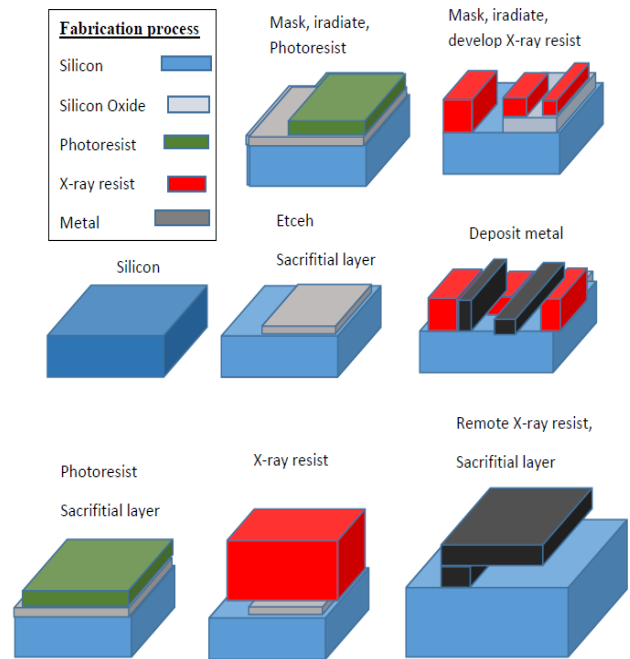 Fabrication process
Silicon
Silicon Oxide
Photoresist
X-ray resist
Metal
Mask, iradiate,
Photoresist
Mask, iradiate,
develop X-ray resist
Silicon
Etceh
Sacrifitial layer
Deposit metal
Photoresist
Sacrifitial layer
X-ray resist
Remote X-ray resist,
Sacrifitial layer